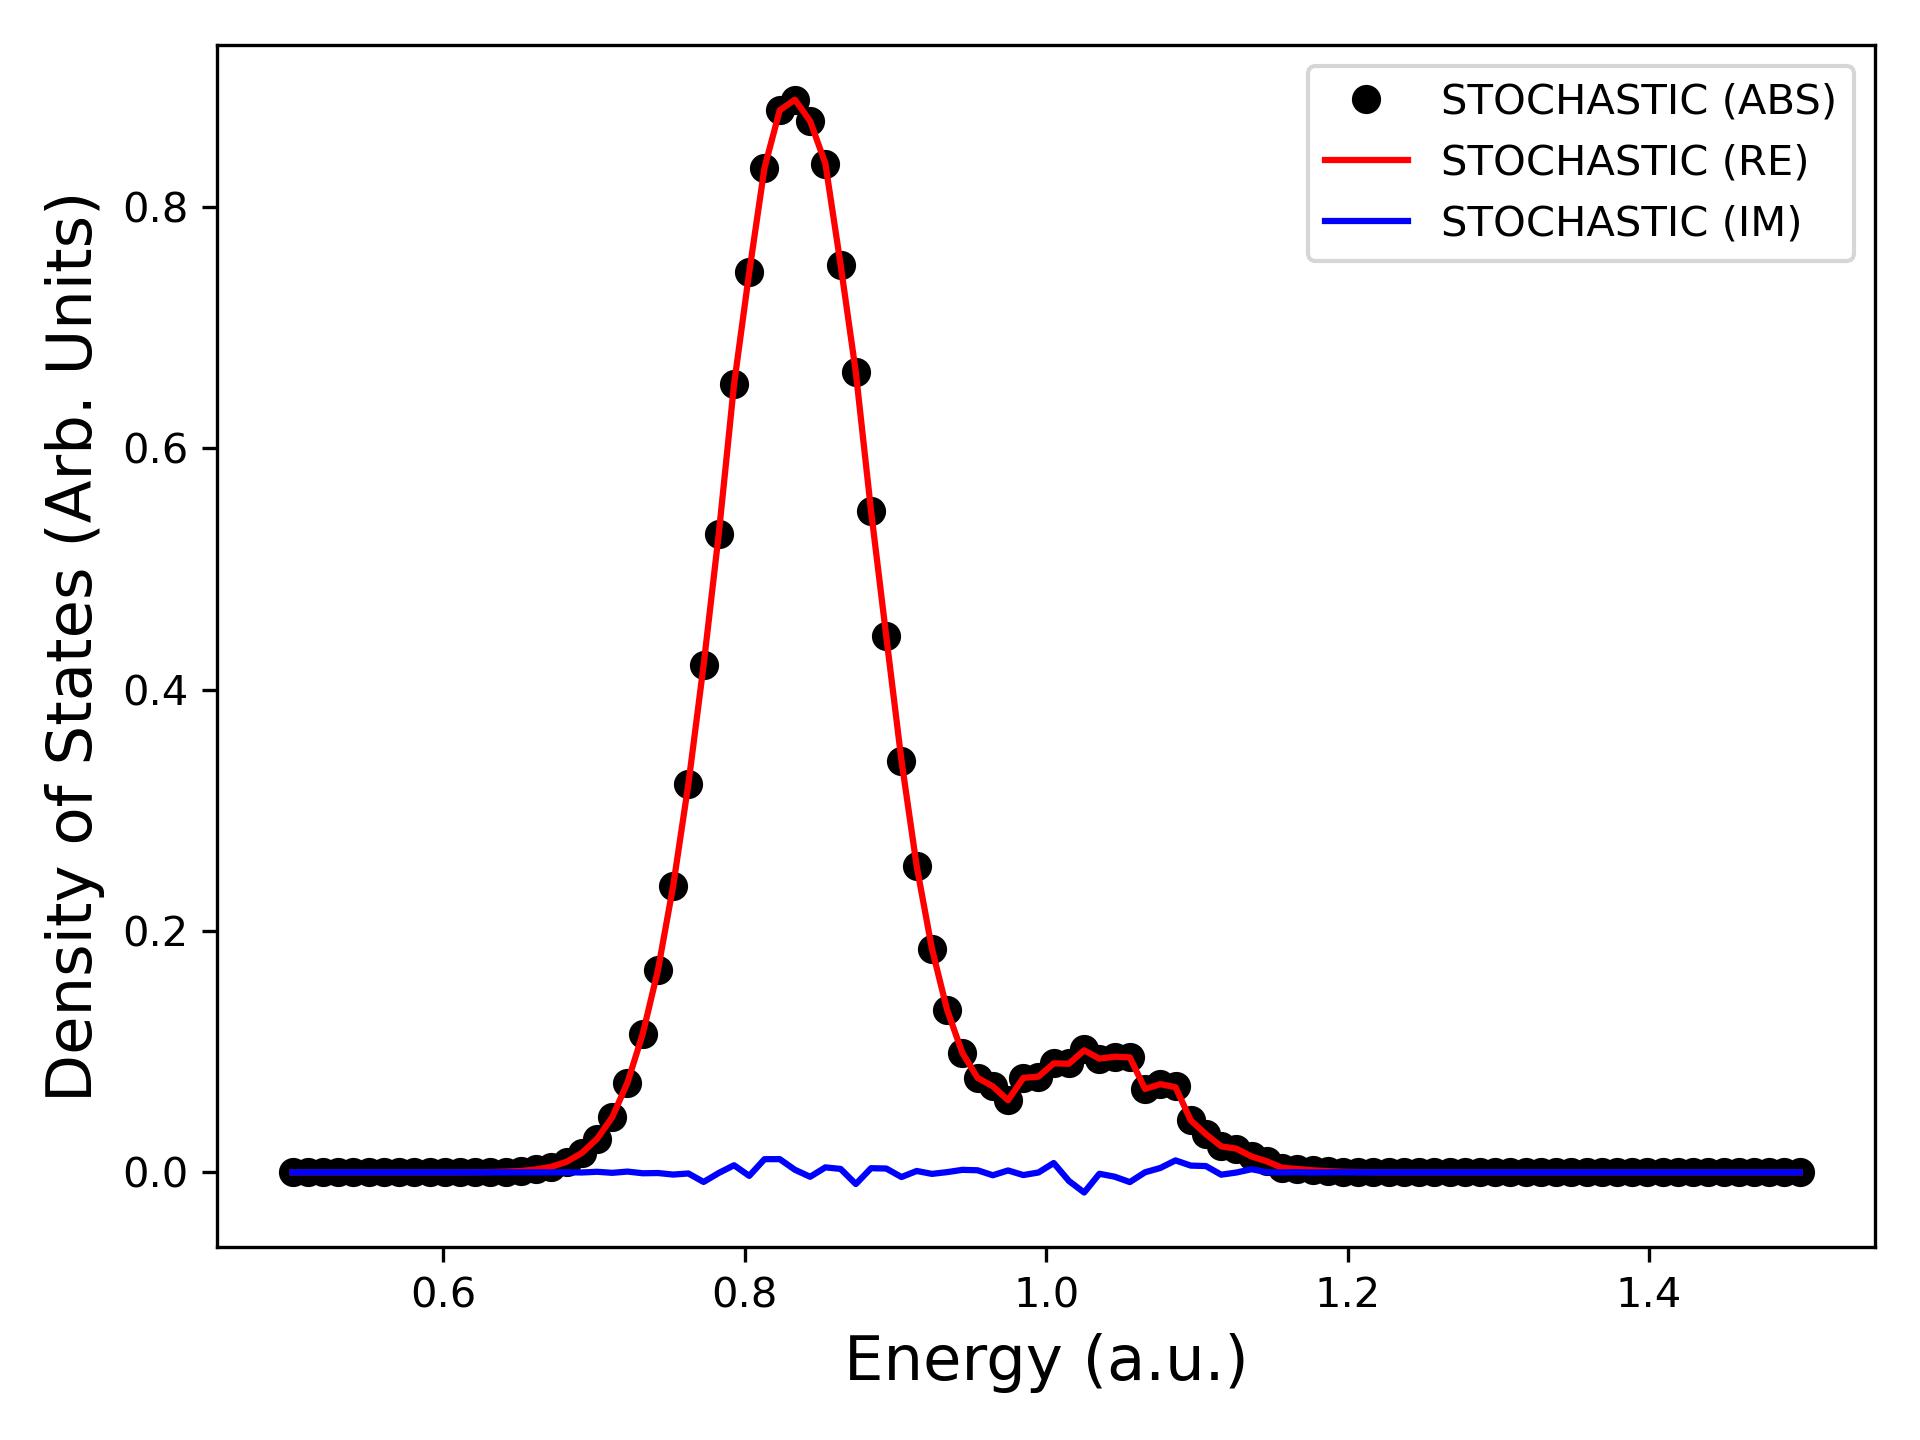 STOCHASTIC (ABS)
STOCHASTIC (RE)
STOCHASTIC (IM)
Density of States (Arb. Units)
0.8
0.6
0.4
0.2
0.0
0.6 0.8 1.0 1.2 1.4
Energy (a.u.)